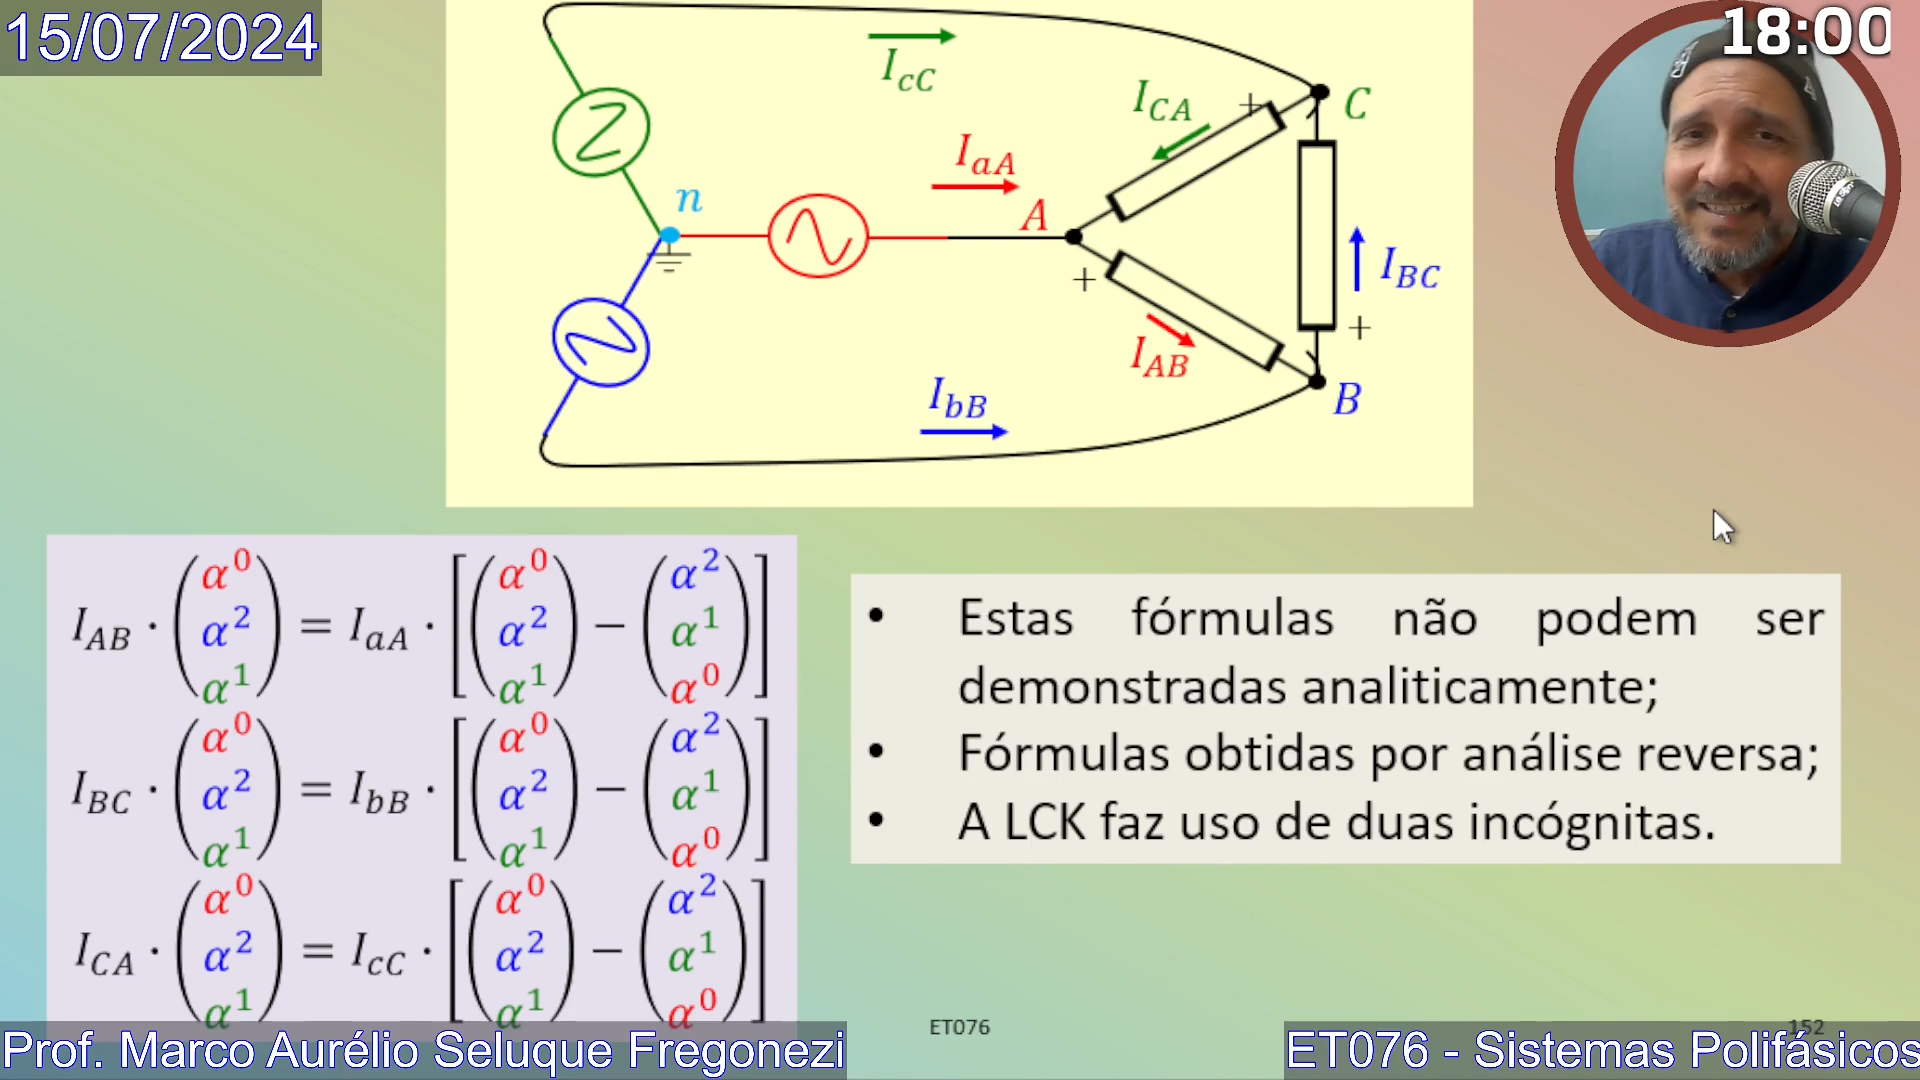 15/07/2024
18:00
I_cC
I_CA
C
I_aA
n
A
+
+
I_BC
+
I_AB
I_bB
B
I_AB · (α^0 α^2 α^1) = I_aA · [(α^0 α^2 α^1) − (α^2 α^1 α^0)]
I_BC · (α^0 α^2 α^1) = I_bB · [(α^0 α^2 α^1) − (α^2 α^1 α^0)]
I_CA · (α^0 α^2 α^1) = I_cC · [(α^0 α^2 α^1) − (α^2 α^1 α^0)]
• Estas fórmulas não podem ser
demonstradas analiticamente;
• Fórmulas obtidas por análise reversa;
• A LCK faz uso de duas incógnitas.
ET076
152
Prof. Marco Aurélio Seluque Fregonezi
ET076 - Sistemas Polifásicos